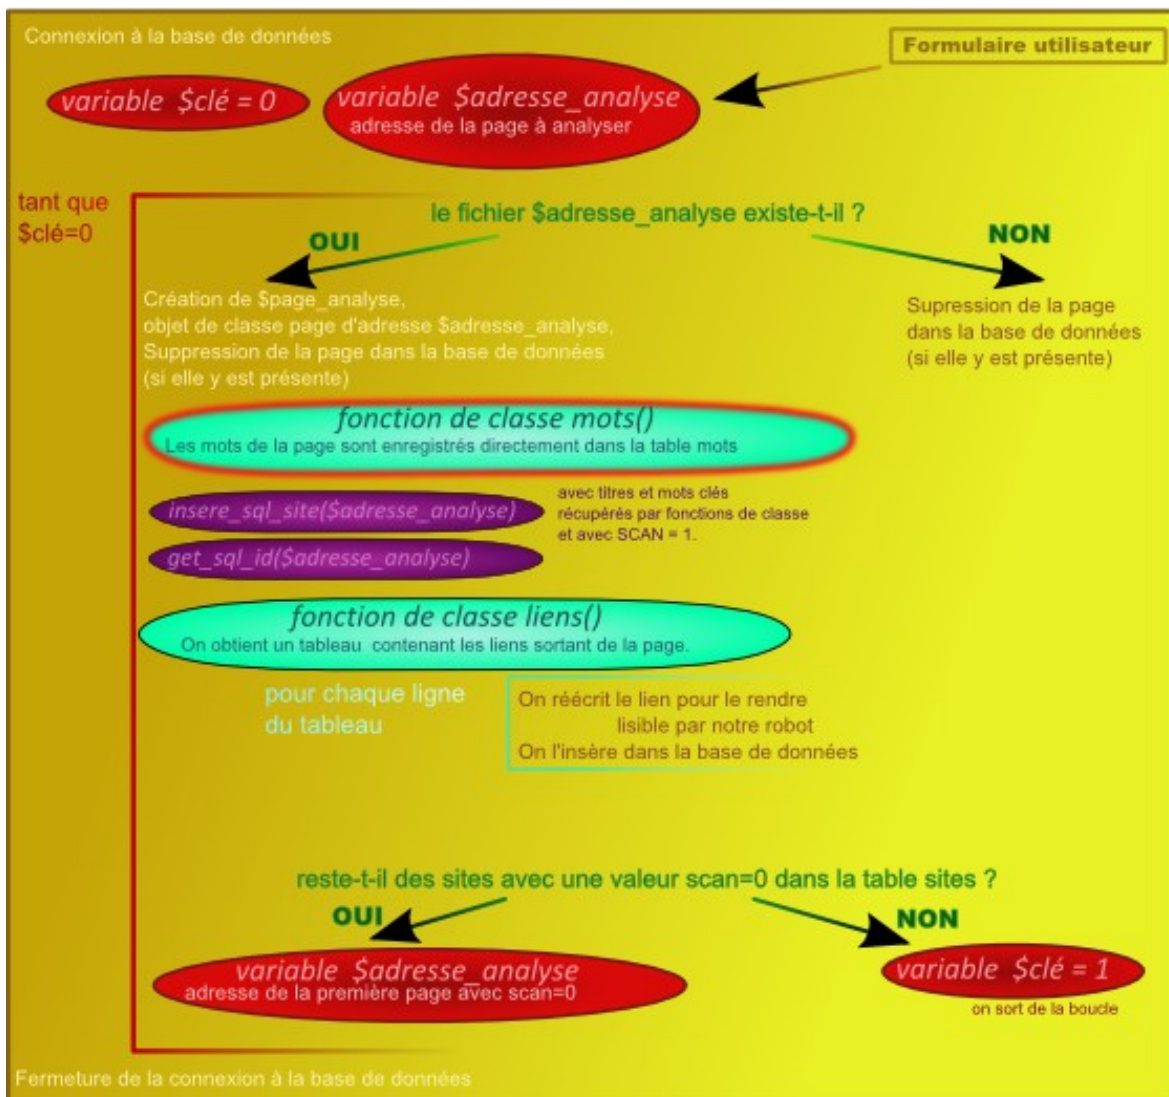 Connexion à la base de données
Formulaire utilisateur
variable $clé = 0
variable $adresse_analyse
adresse de la page à analyser
tant que
$clé=0
le fichier $adresse_analyse existe-t-il ?
OUI
NON
Création de $page_analyse,
objet de classe page d'adresse $adresse_analyse,
Suppression de la page dans la base de données
(si elle y est présente)
Supression de la page
dans la base de données
(si elle y est présente)
fonction de classe mots()
Les mots de la page sont enregistrés directement dans la table mots
insere_sql_site($adresse_analyse)
avec titres et mots clés
récupérés par fonctions de classe
et avec SCAN = 1.
get_sql_id($adresse_analyse)
fonction de classe liens()
On obtient un tableau contenant les liens sortant de la page.
pour chaque ligne
du tableau
On réécrit le lien pour le rendre
lisible par notre robot
On l'insère dans la base de données
reste-t-il des sites avec une valeur scan=0 dans la table sites ?
OUI
NON
variable $adresse_analyse
adresse de la première page avec scan=0
variable $clé = 1
on sort de la boucle
Fermeture de la connexion à la base de données